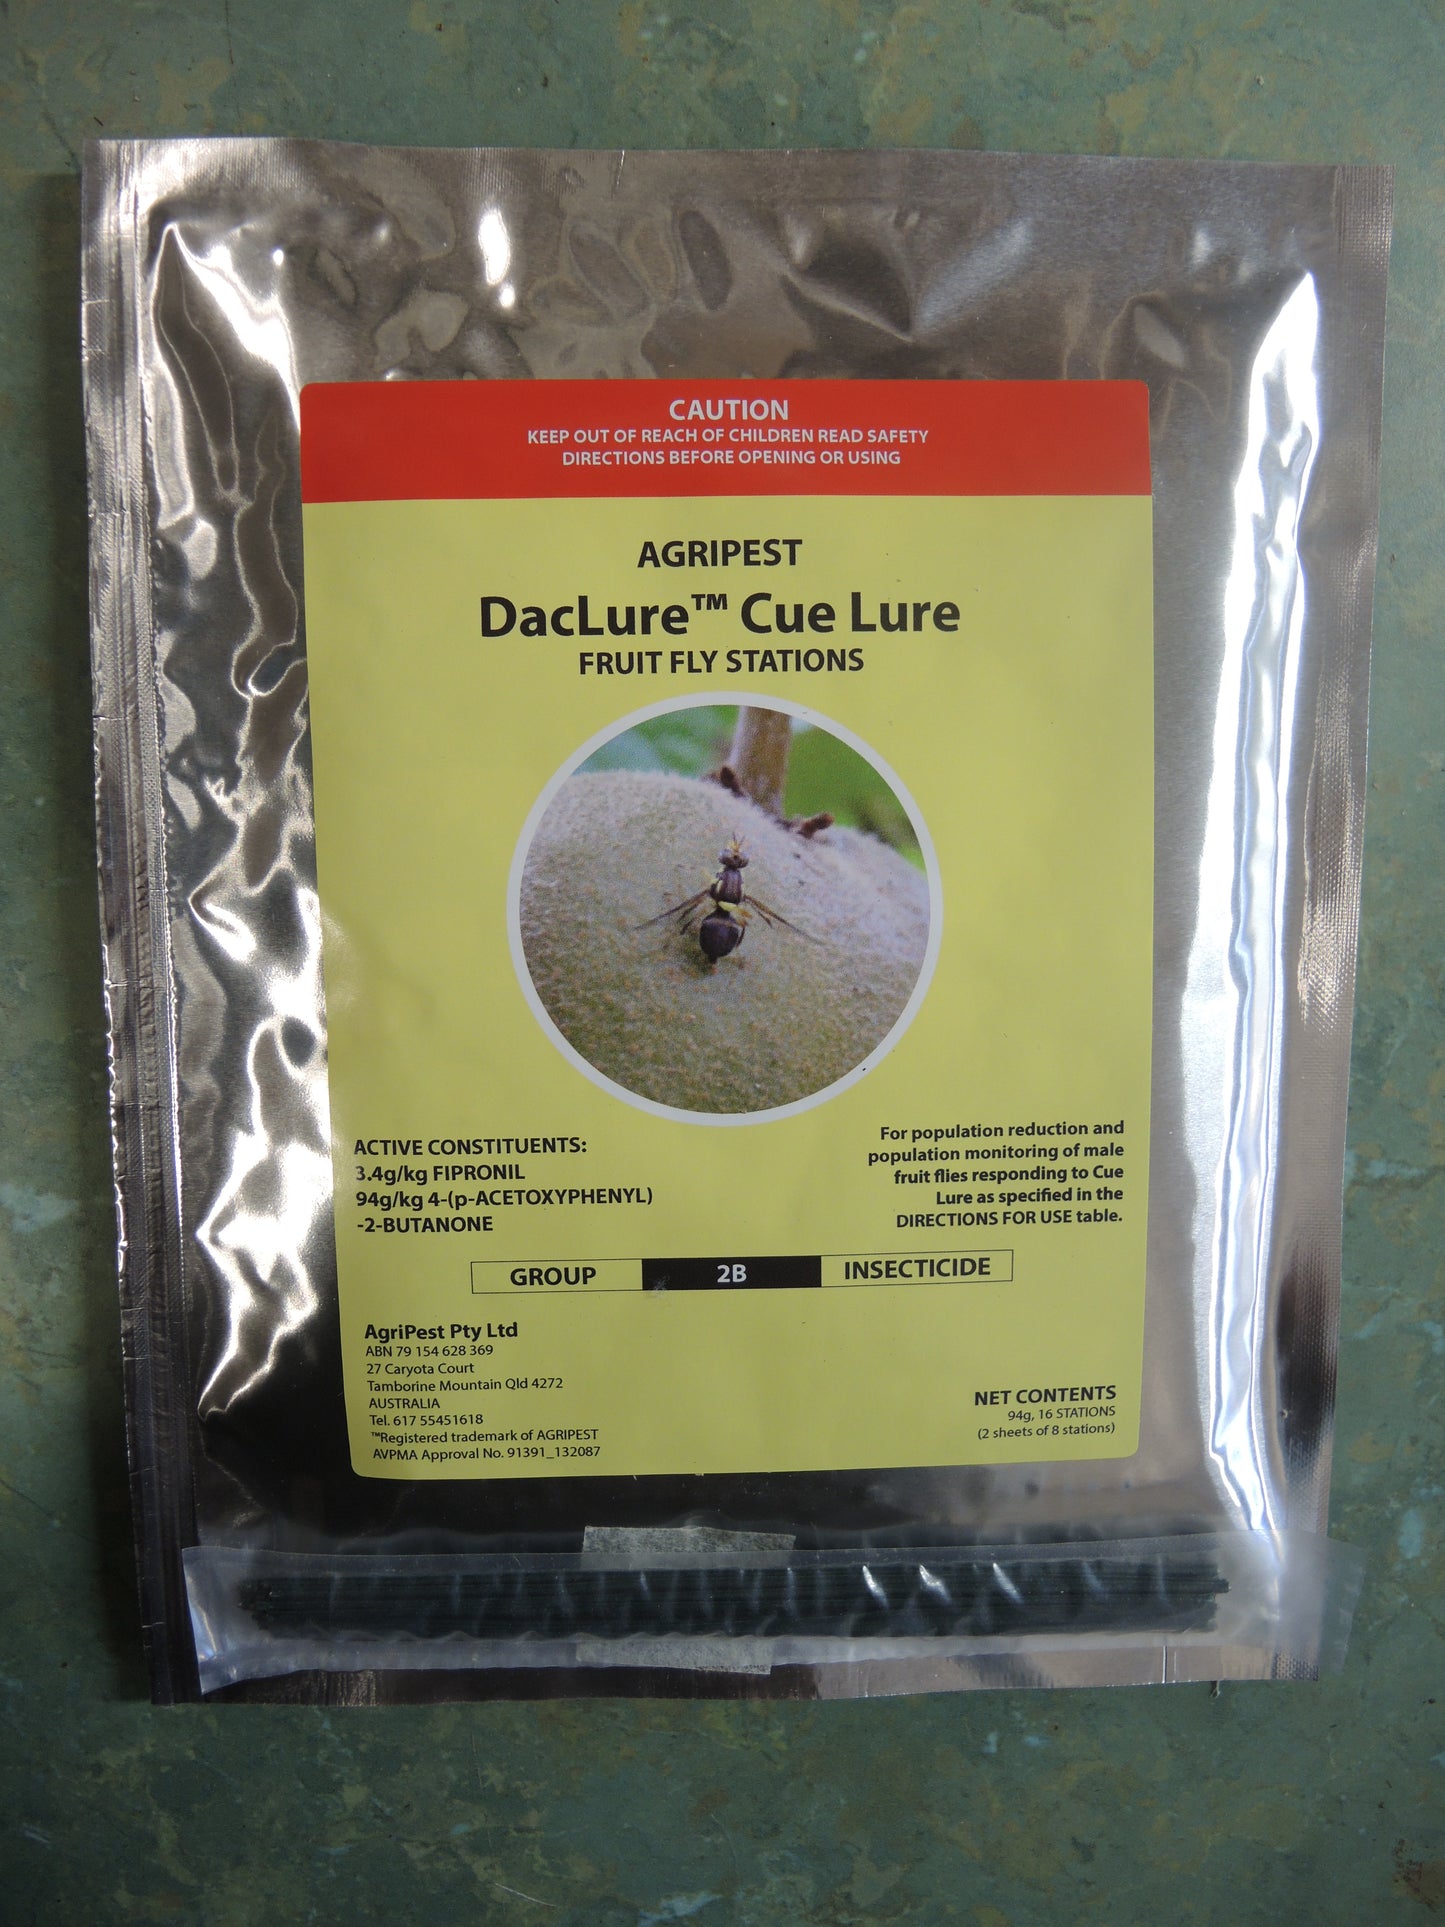 CAUTION
KEEP OUT OF REACH OF CHILDREN READ SAFETY
DIRECTIONS BEFORE OPENING OR USING
AGRIPEST
DacLure™ Cue Lure
FRUIT FLY STATIONS
ACTIVE CONSTITUENTS:
3.4g/kg FIPRONIL
94g/kg 4-(p-ACETOXYPHENYL)
-2-BUTANONE
For population reduction and
population monitoring of male
fruit flies responding to Cue
Lure as specified in the
DIRECTIONS FOR USE table.
GROUP 2B INSECTICIDE
AgriPest Pty Ltd
ABN 79 154 628 369
27 Caryota Court
Tamborine Mountain Qld 4272
AUSTRALIA
Tel. 617 55451618
™Registered trademark of AGRIPEST
AVPMA Approval No. 91391_132087
NET CONTENTS
94g, 16 STATIONS
(2 sheets of 8 stations)